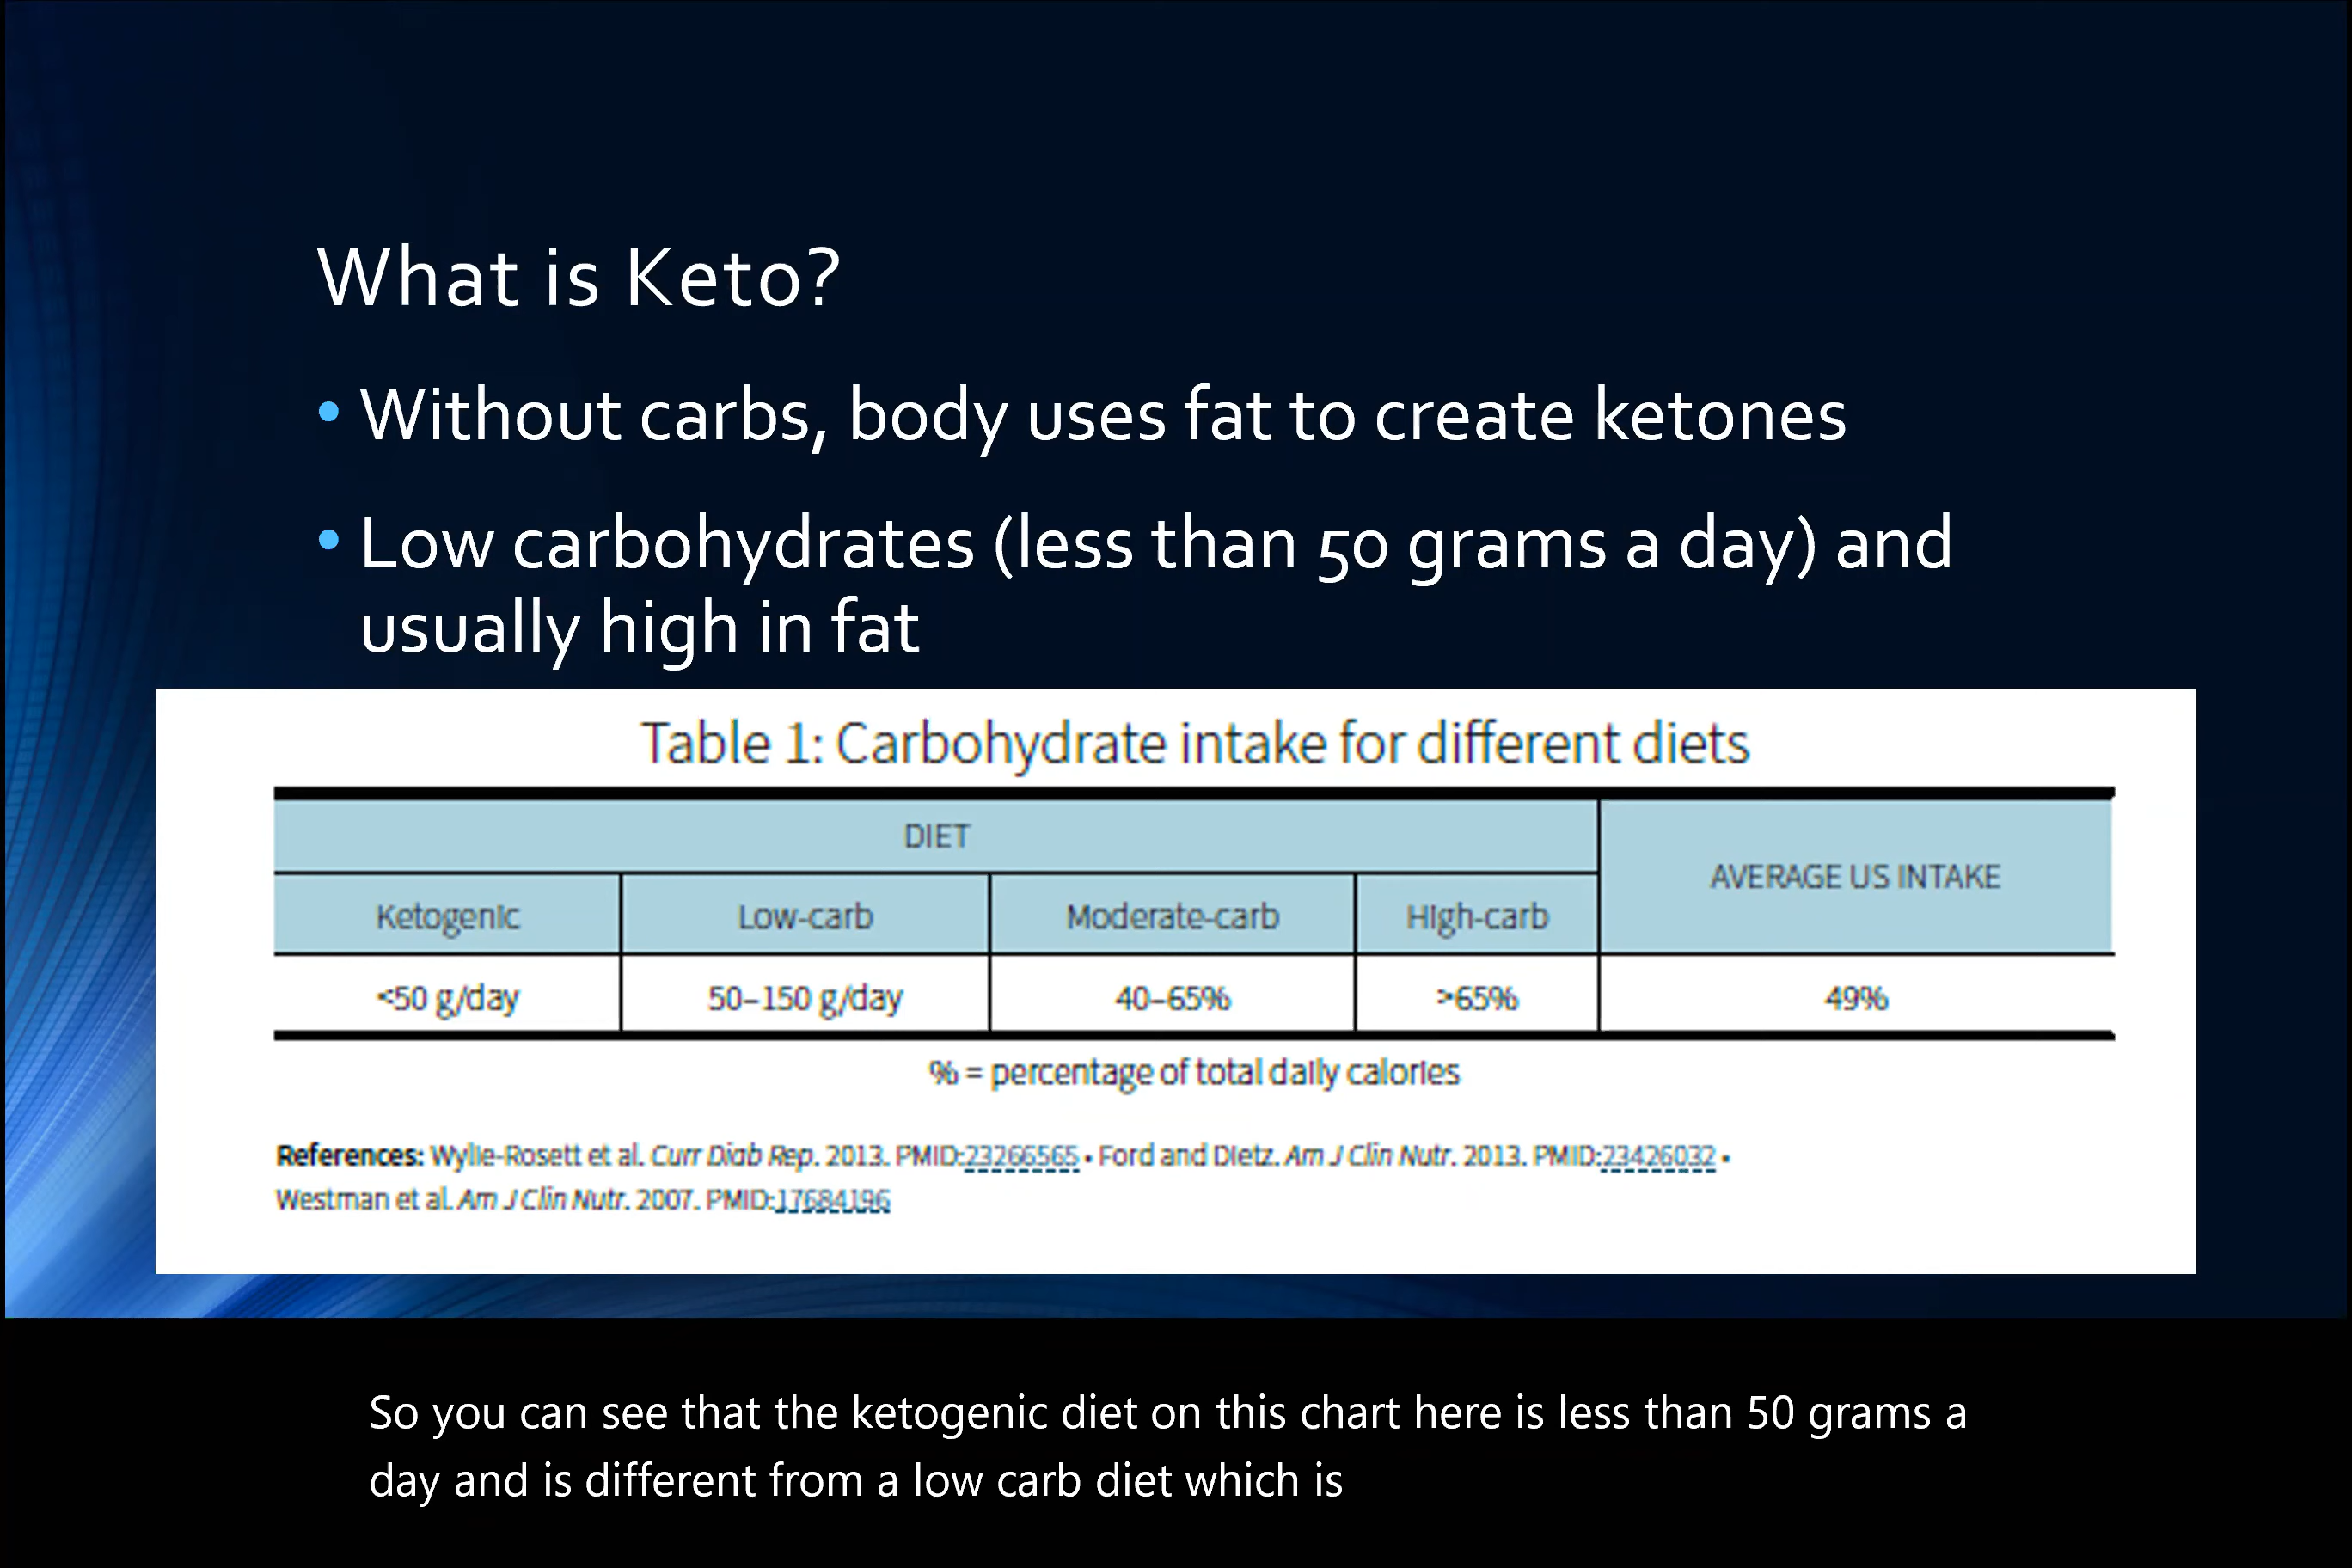 What is Keto?
• Without carbs, body uses fat to create ketones
• Low carbohydrates (less than 50 grams a day) and
usually high in fat
Table 1: Carbohydrate intake for different diets
DIET
AVERAGE US INTAKE
Ketogenic Low-carb Moderate-carb High-carb
<50 g/day 50–150 g/day 40–65% >65% 49%
% = percentage of total daily calories
References: Wylie-Rosett et al. Curr Diab Rep. 2013. PMID:23266565 • Ford and Dietz. Am J Clin Nutr. 2013. PMID:23426032 •
Westman et al. Am J Clin Nutr. 2007. PMID:17684196
So you can see that the ketogenic diet on this chart here is less than 50 grams a
day and is different from a low carb diet which is